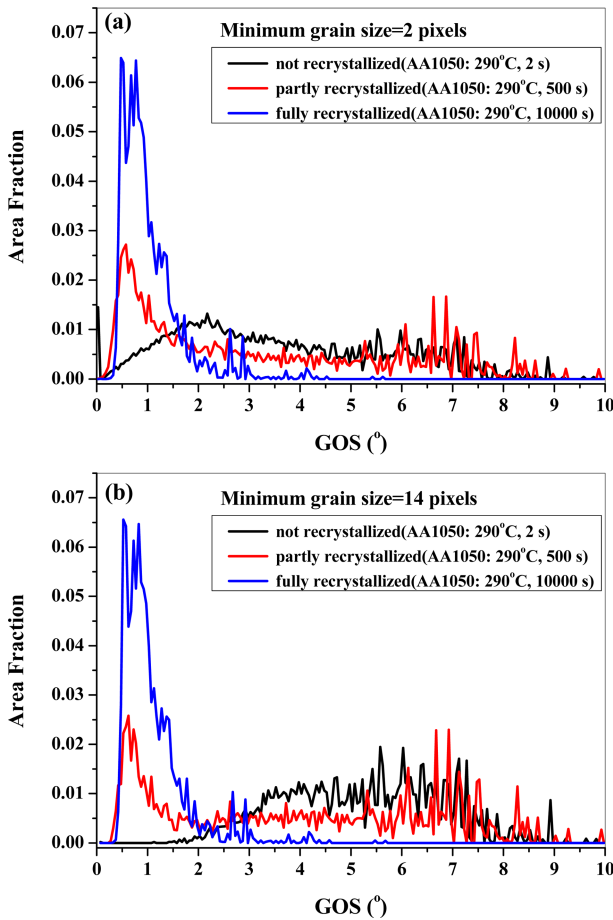 (a)
Minimum grain size=2 pixels
not recrystallized(AA1050: 290°C, 2 s)
partly recrystallized(AA1050: 290°C, 500 s)
fully recrystallized(AA1050: 290°C, 10000 s)
Area Fraction
0.07
0.06
0.05
0.04
0.03
0.02
0.01
0.00
0 1 2 3 4 5 6 7 8 9 10
GOS (°)
(b)
Minimum grain size=14 pixels
not recrystallized(AA1050: 290°C, 2 s)
partly recrystallized(AA1050: 290°C, 500 s)
fully recrystallized(AA1050: 290°C, 10000 s)
Area Fraction
0.07
0.06
0.05
0.04
0.03
0.02
0.01
0.00
0 1 2 3 4 5 6 7 8 9 10
GOS (°)